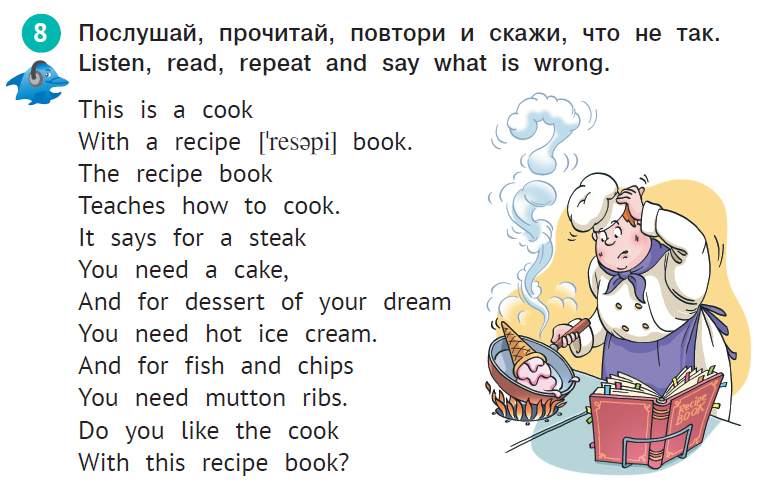 8
Послушай, прочитай, повтори и скажи, что не так.
Listen, read, repeat and say what is wrong.
This is a cook
With a recipe [ˈresəpi] book.
The recipe book
Teaches how to cook.
It says for a steak
You need a cake,
And for dessert of your dream
You need hot ice cream.
And for fish and chips
You need mutton ribs.
Do you like the cook
With this recipe book?
Recipe
BOOK